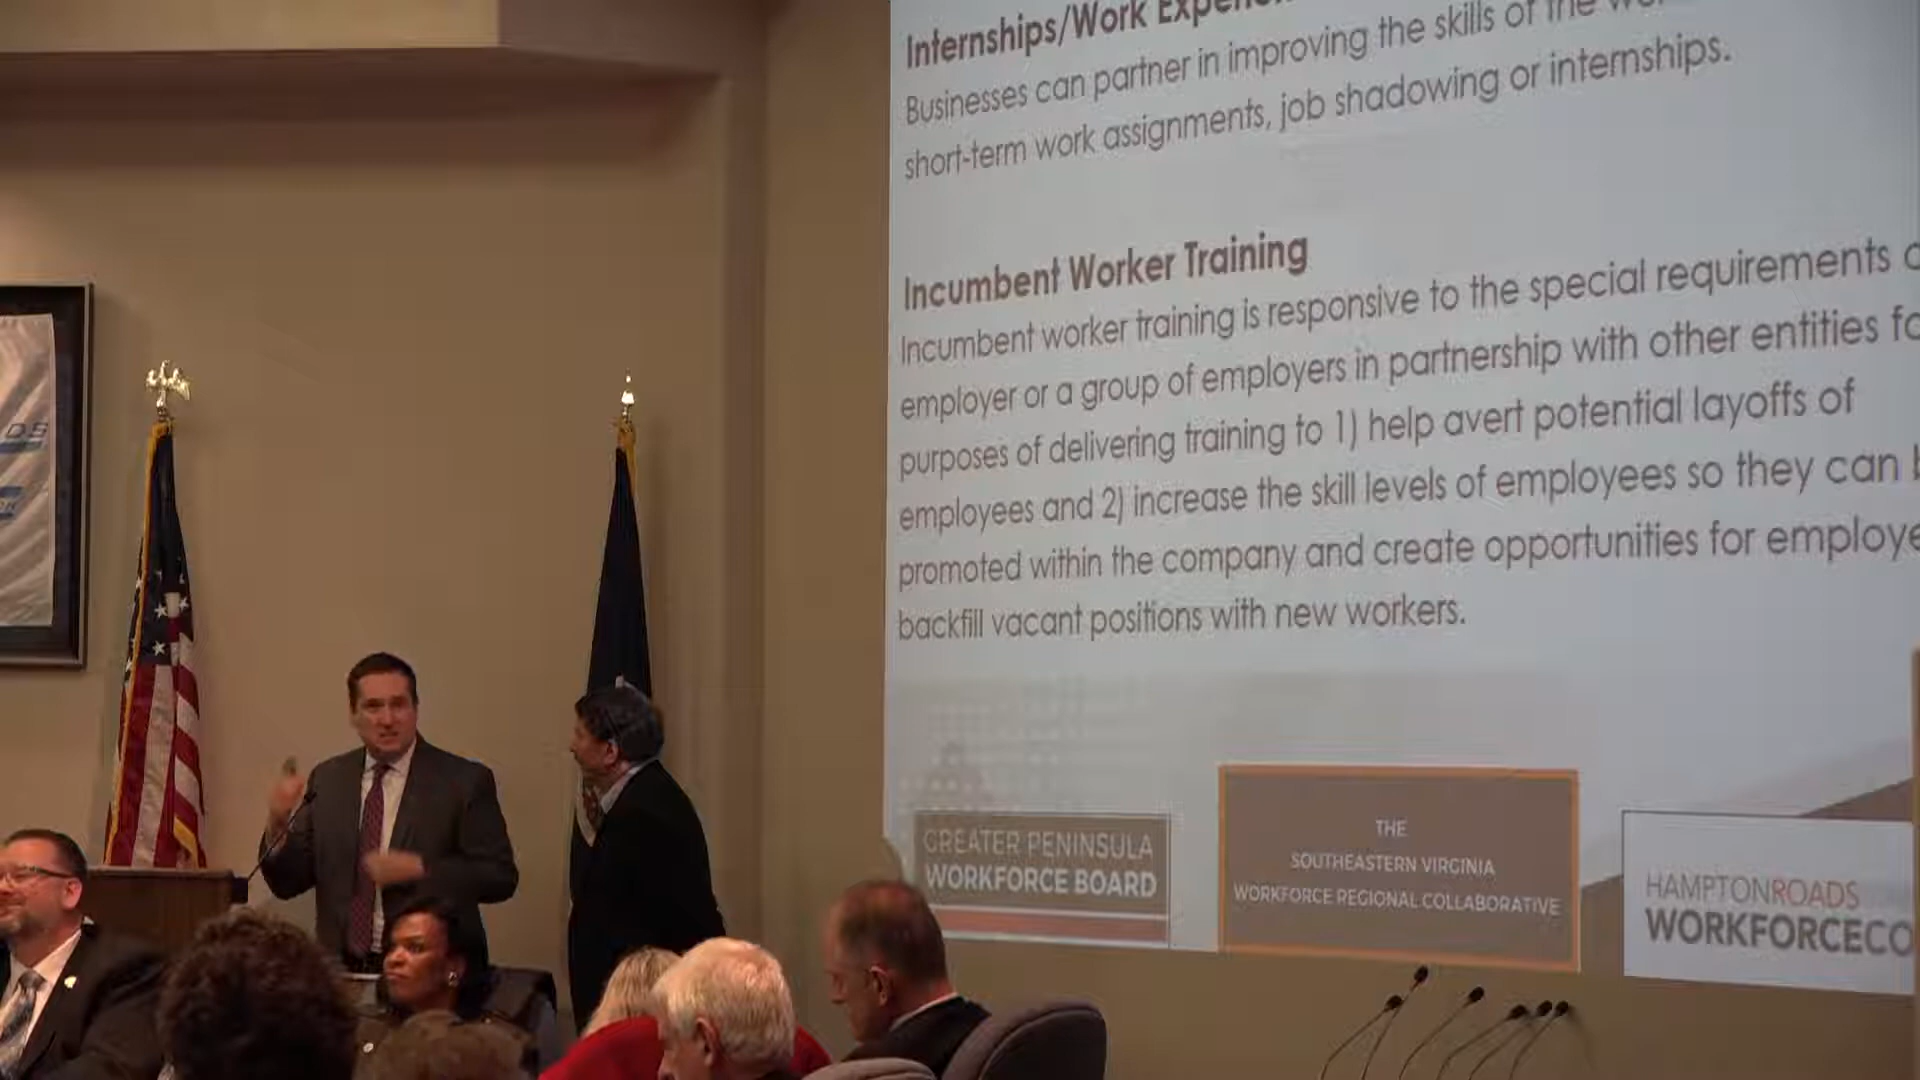 Internships/Work
Businesses can partner in improving the skills of the
short-term work assignments, job shadowing or internships.
Incumbent Worker Training
Incumbent worker training is responsive to the special requirements
employer or a group of employers in partnership with other entities
purposes of delivering training to 1) help avert potential layoffs of
employees and 2) increase the skill levels of employees so they can
promoted within the company and create opportunities for
backfill vacant positions with new workers.
GREATER PENINSULA
WORKFORCE BOARD
THE
SOUTHEASTERN VIRGINIA
WORKFORCE REGIONAL COLLABORATIVE
HAMPTONROADS
WORKFORCECO